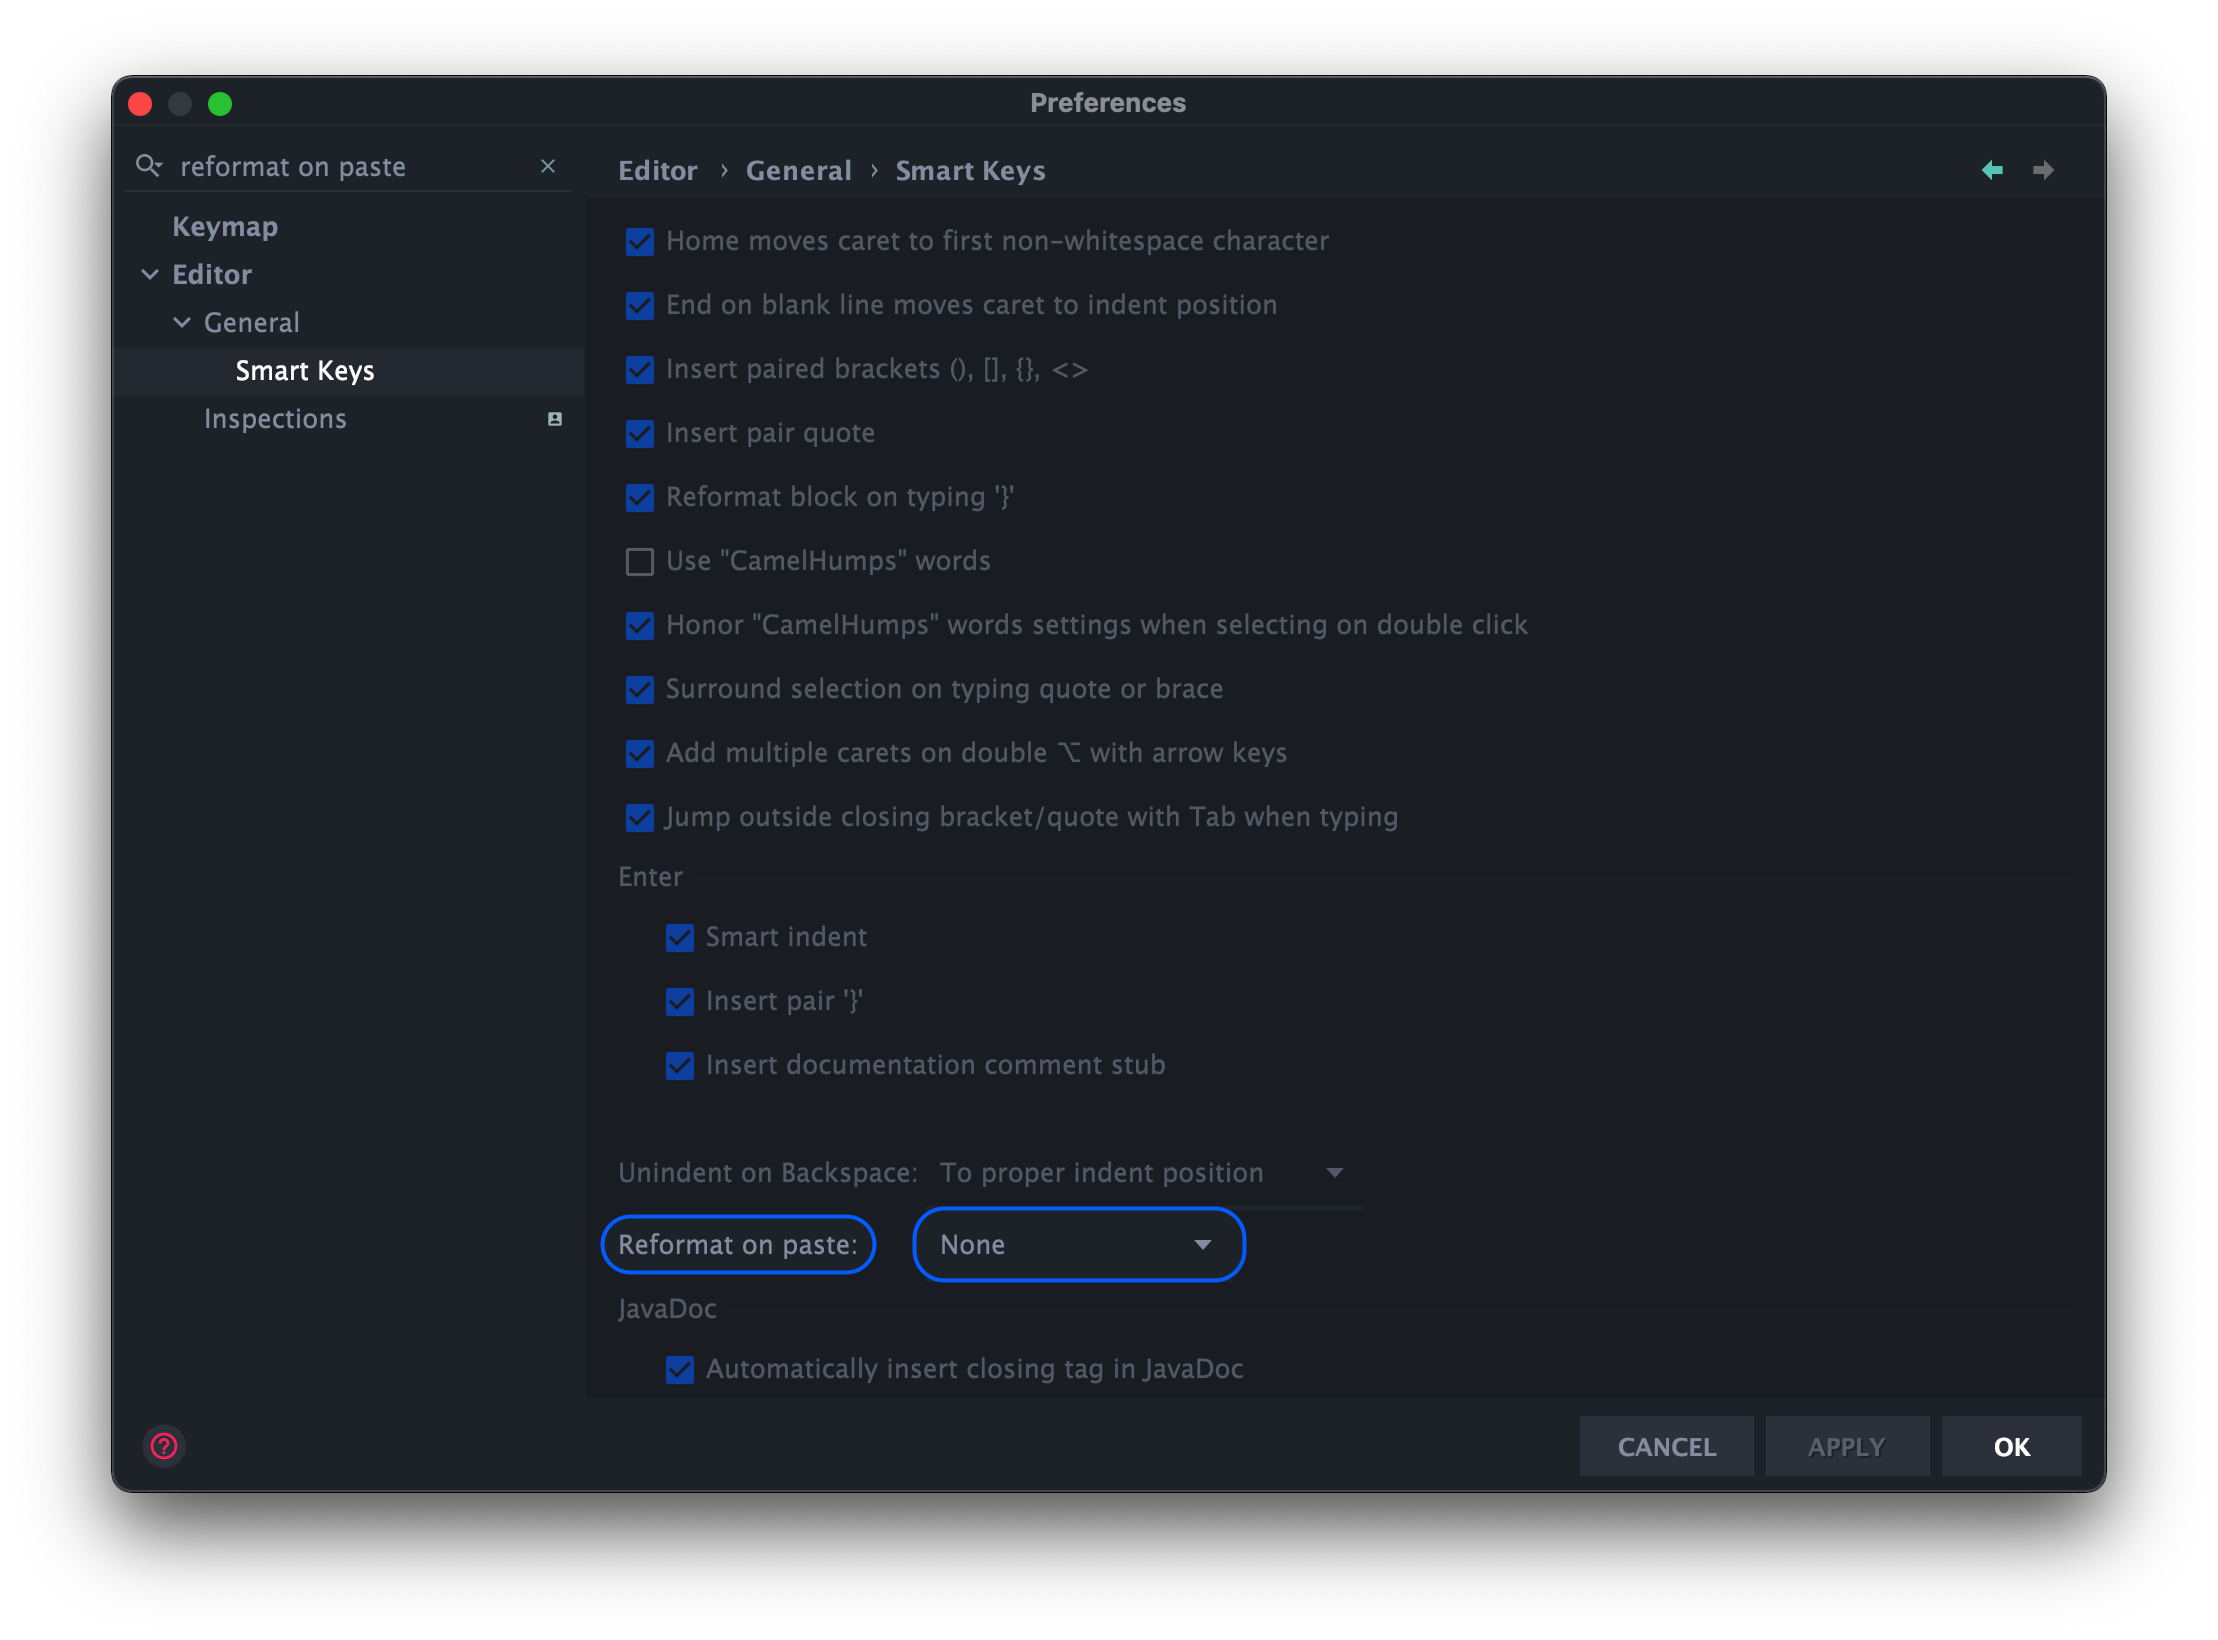 Preferences
reformat on paste
Keymap
Editor
General
Smart Keys
Inspections
Editor › General › Smart Keys
Home moves caret to first non-whitespace character
End on blank line moves caret to indent position
Insert paired brackets (), [], {}, <>
Insert pair quote
Reformat block on typing '}'
Use "CamelHumps" words
Honor "CamelHumps" words settings when selecting on double click
Surround selection on typing quote or brace
Add multiple carets on double ⌥ with arrow keys
Jump outside closing bracket/quote with Tab when typing
Enter
Smart indent
Insert pair '}'
Insert documentation comment stub
Unindent on Backspace: To proper indent position
Reformat on paste: None
JavaDoc
Automatically insert closing tag in JavaDoc
CANCEL APPLY OK